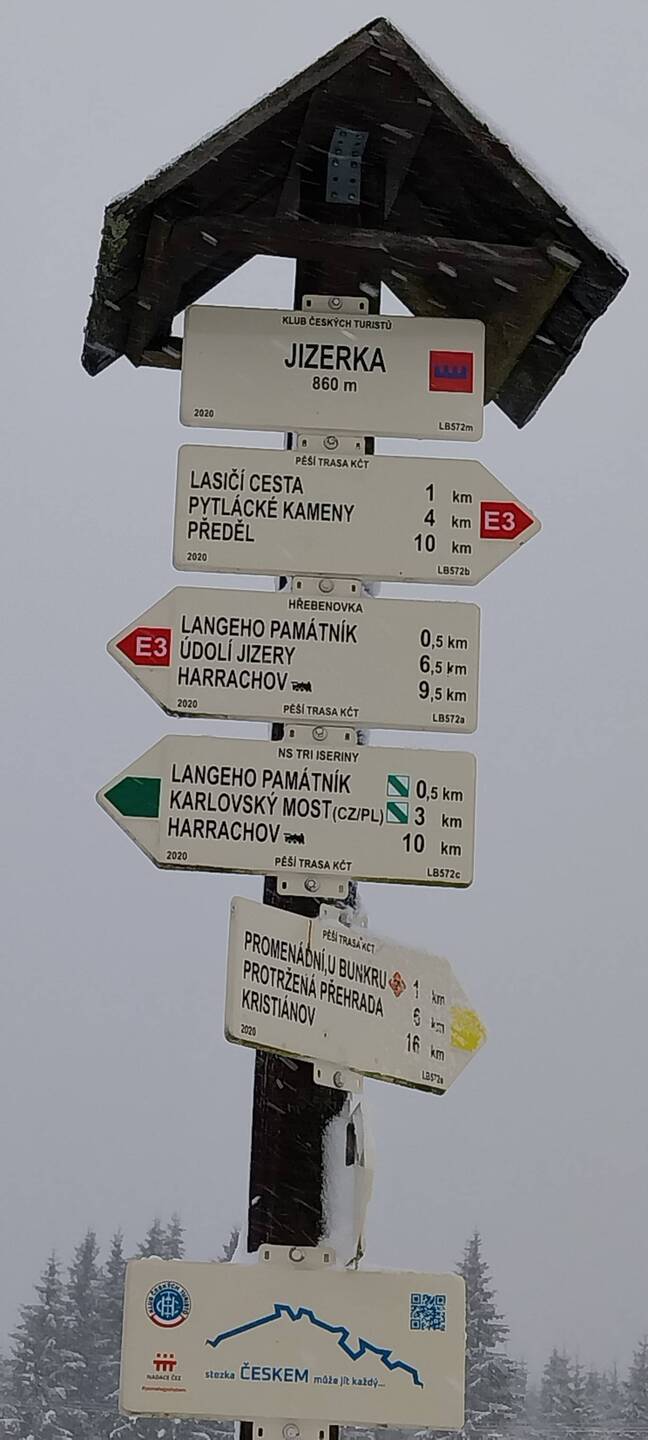 KLUB ČESKÝCH TURISTŮ
JIZERKA
860 m
2020 LB572m
PĚŠÍ TRASA KČT
LASIČÍ CESTA 1 km
PYTLÁCKÉ KAMENY 4 km
PŘEDĚL 10 km
E3
2020 LB572b
HŘEBENOVKA
E3
LANGEHO PAMÁTNÍK 0,5 km
ÚDOLÍ JIZERY 6,5 km
HARRACHOV 9,5 km
2020 PĚŠÍ TRASA KČT LB572a
NS TRI ISERINY
LANGEHO PAMÁTNÍK 0,5 km
KARLOVSKÝ MOST (CZ/PL) 3 km
HARRACHOV 10 km
2020 PĚŠÍ TRASA KČT LB572c
PĚŠÍ TRASA KČT
PROMENÁDNÍ,U BUNKRU 1 km
PROTRŽENÁ PŘEHRADA 6 km
KRISTIÁNOV 16 km
2020 LB572e
KLUB ČESKÝCH TURISTŮ
NADACE ČEZ
stezka ČESKEM může jít každý...